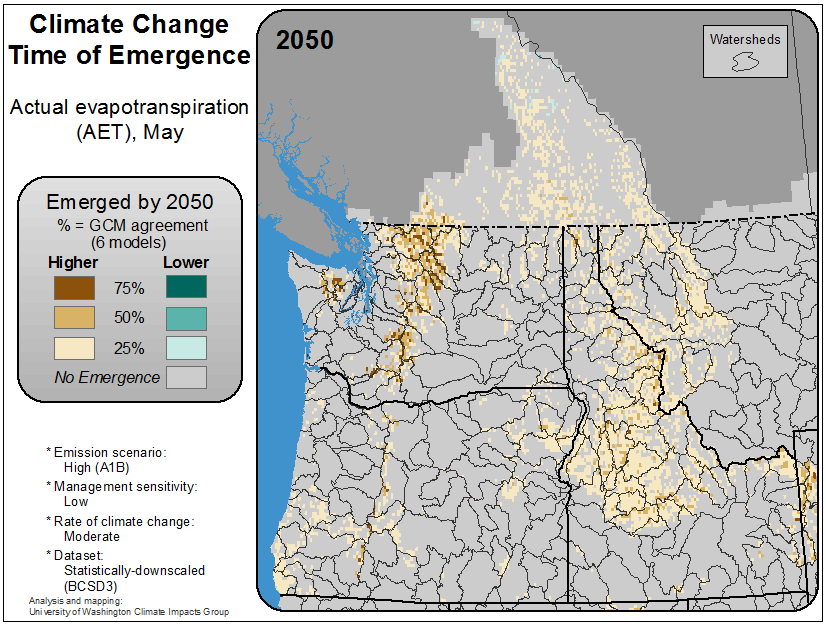 Climate Change
Time of Emergence
Actual evapotranspiration
(AET), May
Emerged by 2050
% = GCM agreement
(6 models)
Higher Lower
75%
50%
25%
No Emergence
* Emission scenario:
High (A1B)
* Management sensitivity:
Low
* Rate of climate change:
Moderate
* Dataset:
Statistically-downscaled
(BCSD3)
Analysis and mapping:
University of Washington Climate Impacts Group
2050
Watersheds